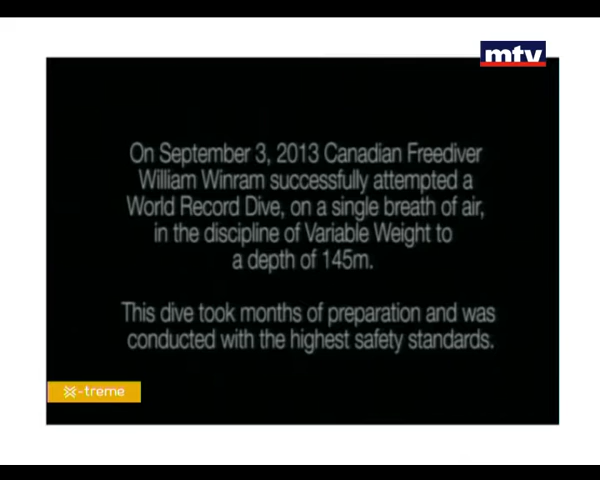 mtv
On September 3, 2013 Canadian Freediver
William Winram successfully attempted a
World Record Dive, on a single breath of air,
in the discipline of Variable Weight to
a depth of 145m.
This dive took months of preparation and was
conducted with the highest safety standards.
X-treme